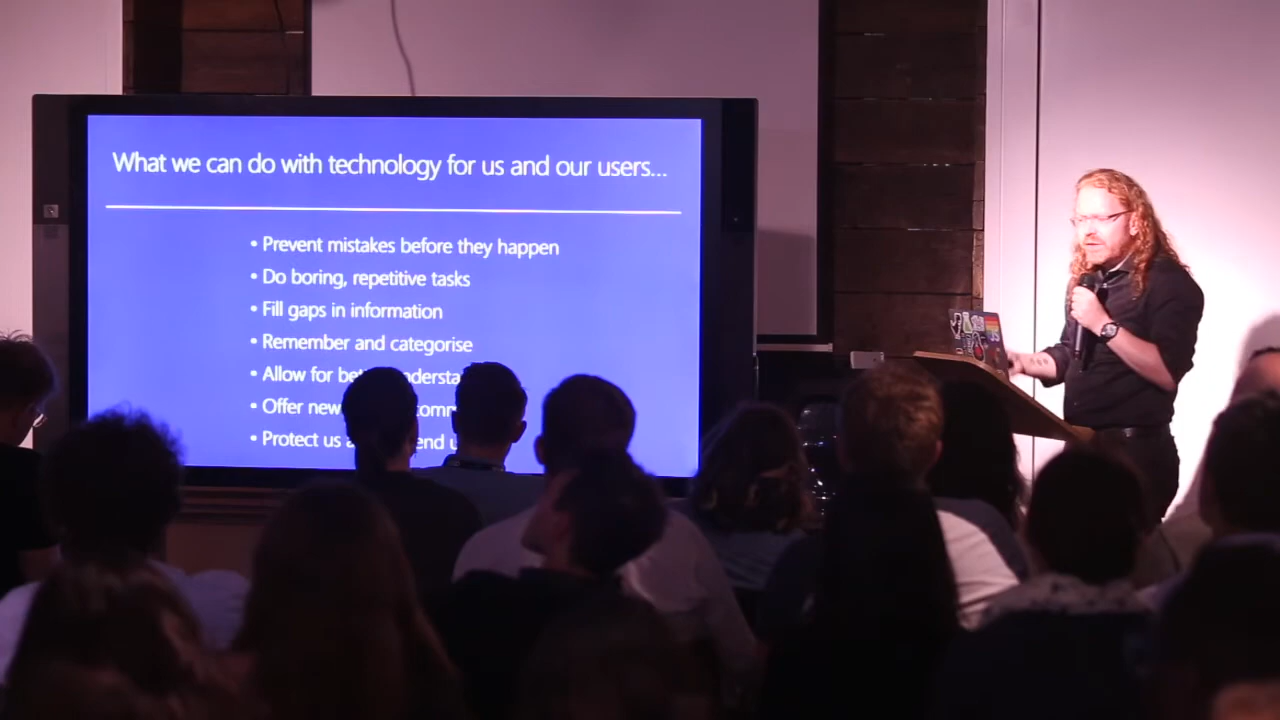 What we can do with technology for us and our users...
• Prevent mistakes before they happen
• Do boring, repetitive tasks
• Fill gaps in information
• Remember and categorise
• Allow for
• Offer new
• Protect us